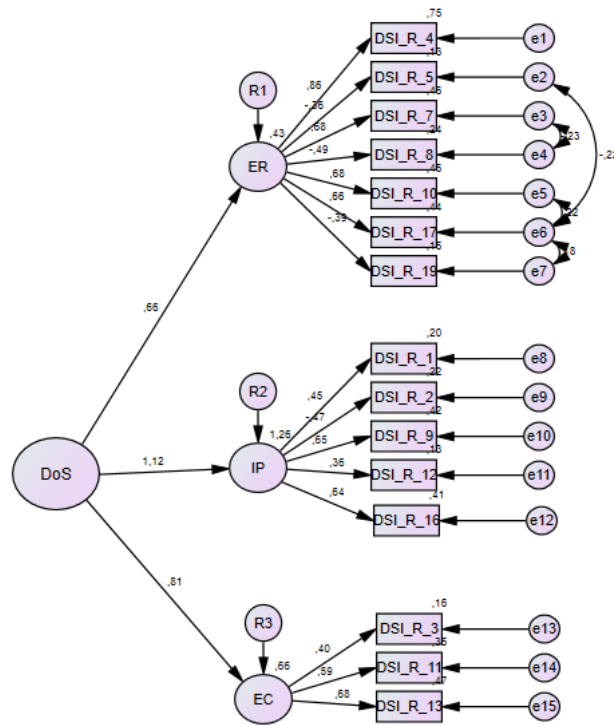 ,75
DSI_R_4
e1
,13
,86
DSI_R_5
e2
R1
,45
-,36
DSI_R_7
e3
,43
,68
,24
,23
ER
-,49
DSI_R_8
e4
-,22
,45
,68
DSI_R_10
e5
,44
,66
,22
DSI_R_17
e6
-,39
,15
8
DSI_R_19
e7
,66
,20
DSI_R_1
e8
,45
,22
R2
-,47
DSI_R_2
e9
,42
1,26
,65
DSI_R_9
e10
,13
DoS
1,12
IP
,36
DSI_R_12
e11
,64
,41
DSI_R_16
e12
,81
,16
R3
DSI_R_3
e13
,40
,35
,66
,59
DSI_R_11
e14
,47
EC
,68
DSI_R_13
e15